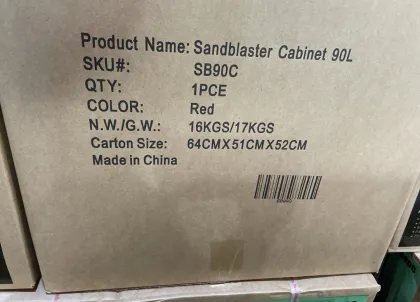 Product Name: Sandblaster Cabinet 90L
SKU#: SB90C
QTY: 1PCE
COLOR: Red
N.W./G.W.: 16KGS/17KGS
Carton Size: 64CMX51CMX52CM
Made in China